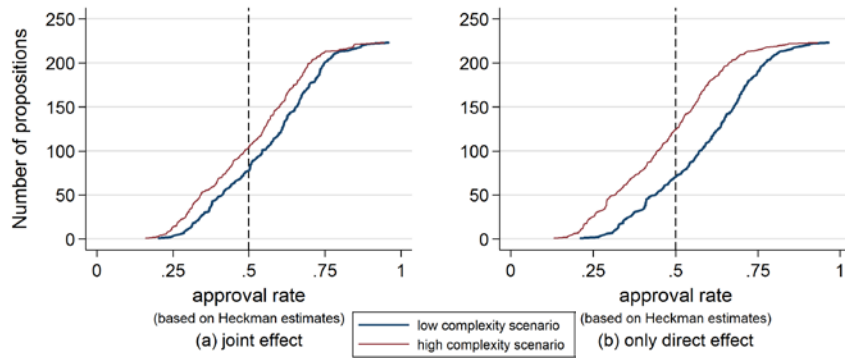 Number of propositions
250
200
150
100
50
0
0 .25 .5 .75 1
approval rate
(based on Heckman estimates)
(a) joint effect
250
200
150
100
50
0
0 .25 .5 .75 1
approval rate
(based on Heckman estimates)
(b) only direct effect
low complexity scenario
high complexity scenario